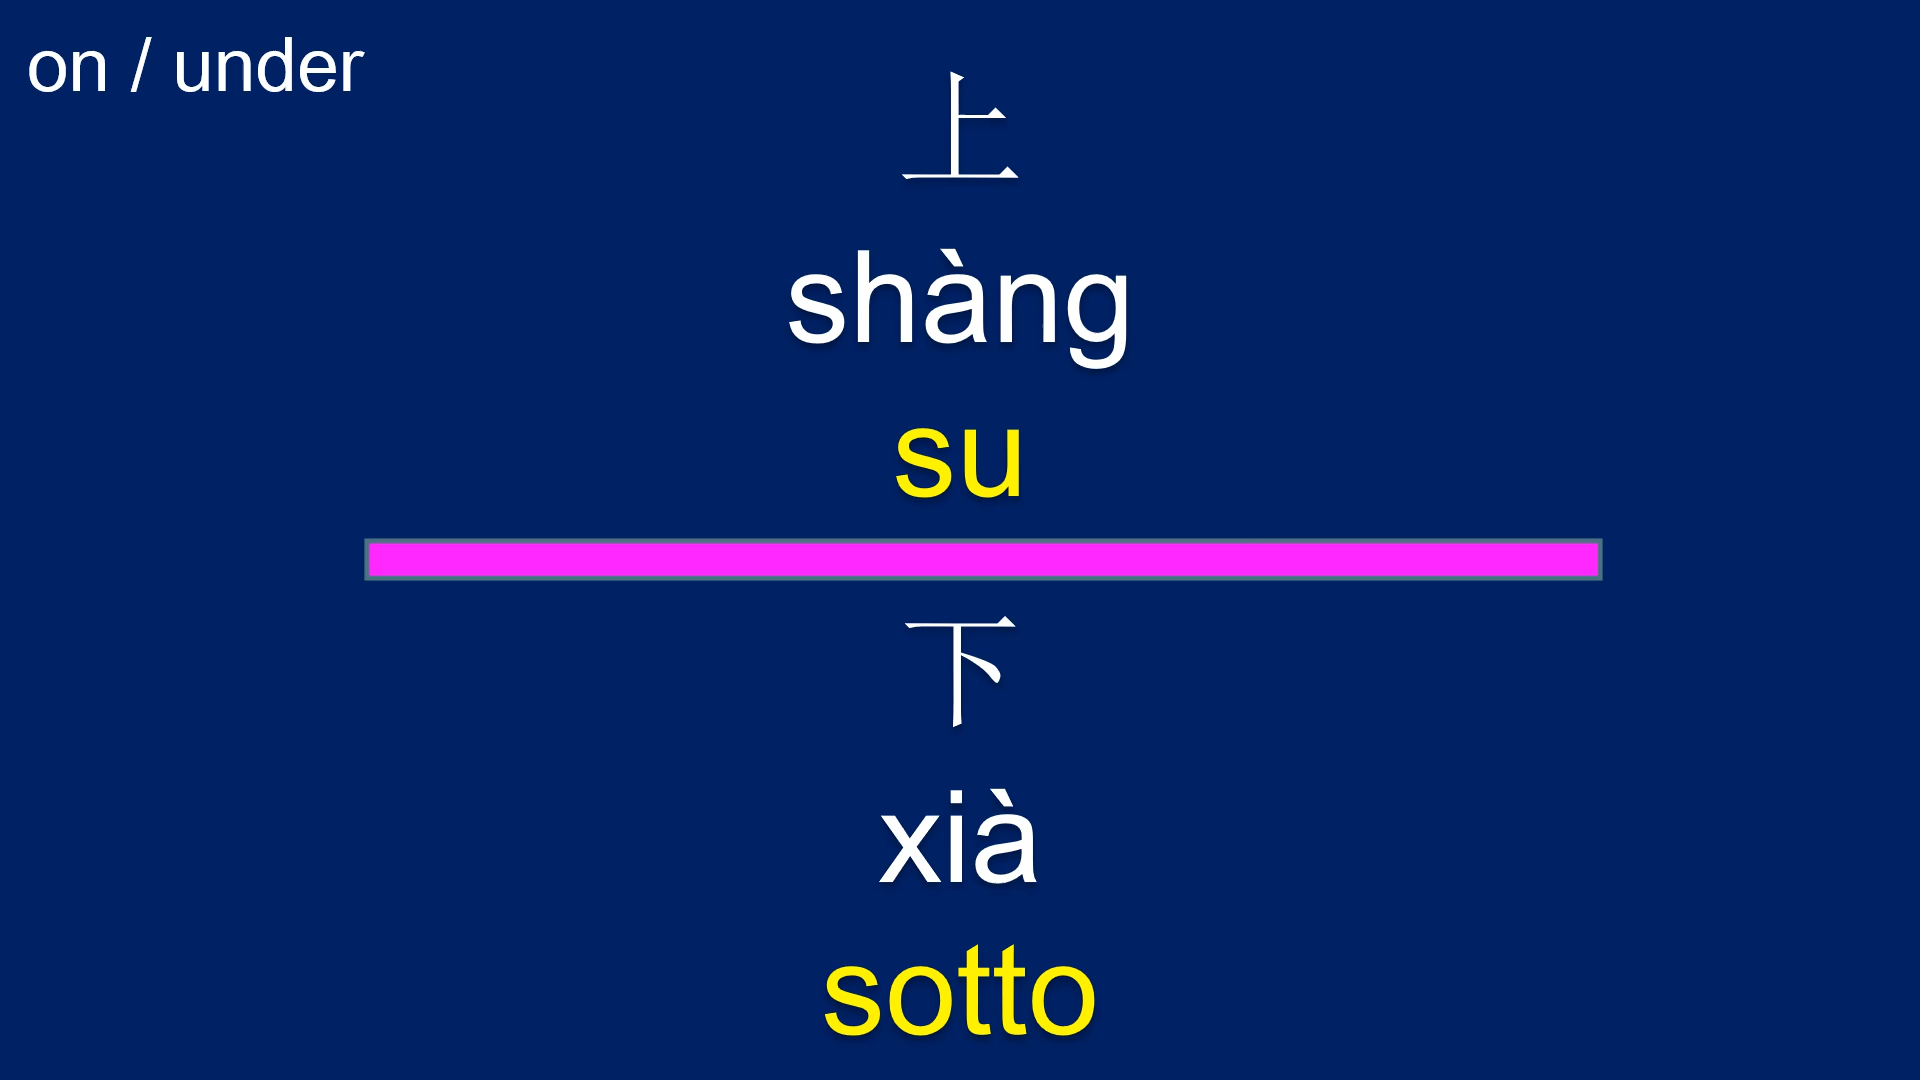 on / under
上
shàng
su
下
xià
sotto